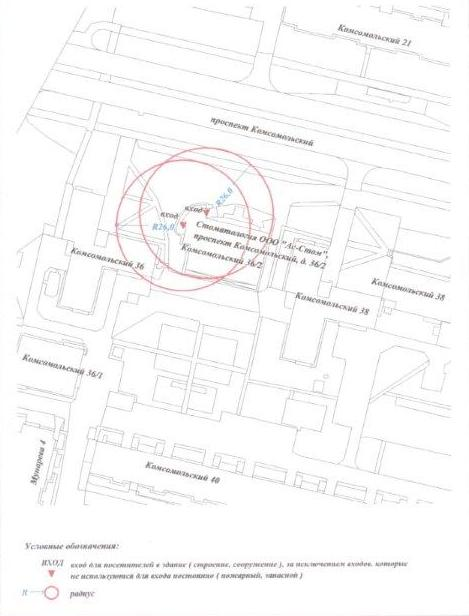 Комсомольский 21
проспект Комсомольский
вход
R26,0
вход
R26,0
Стоматология ООО "Ас-Стом",
проспект Комсомольский, д. 36/2
Комсомольский 36/2
Комсомольский 36
Комсомольский 38
Комсомольский 38
Комсомольский 36/1
Мунарева 4
Комсомольский 40
Условные обозначения:
ВХОД вход для посетителей в здание ( строение, сооружение ), за исключением входов, которые
не используются для входа постоянно ( пожарный, запасной )
R радиус